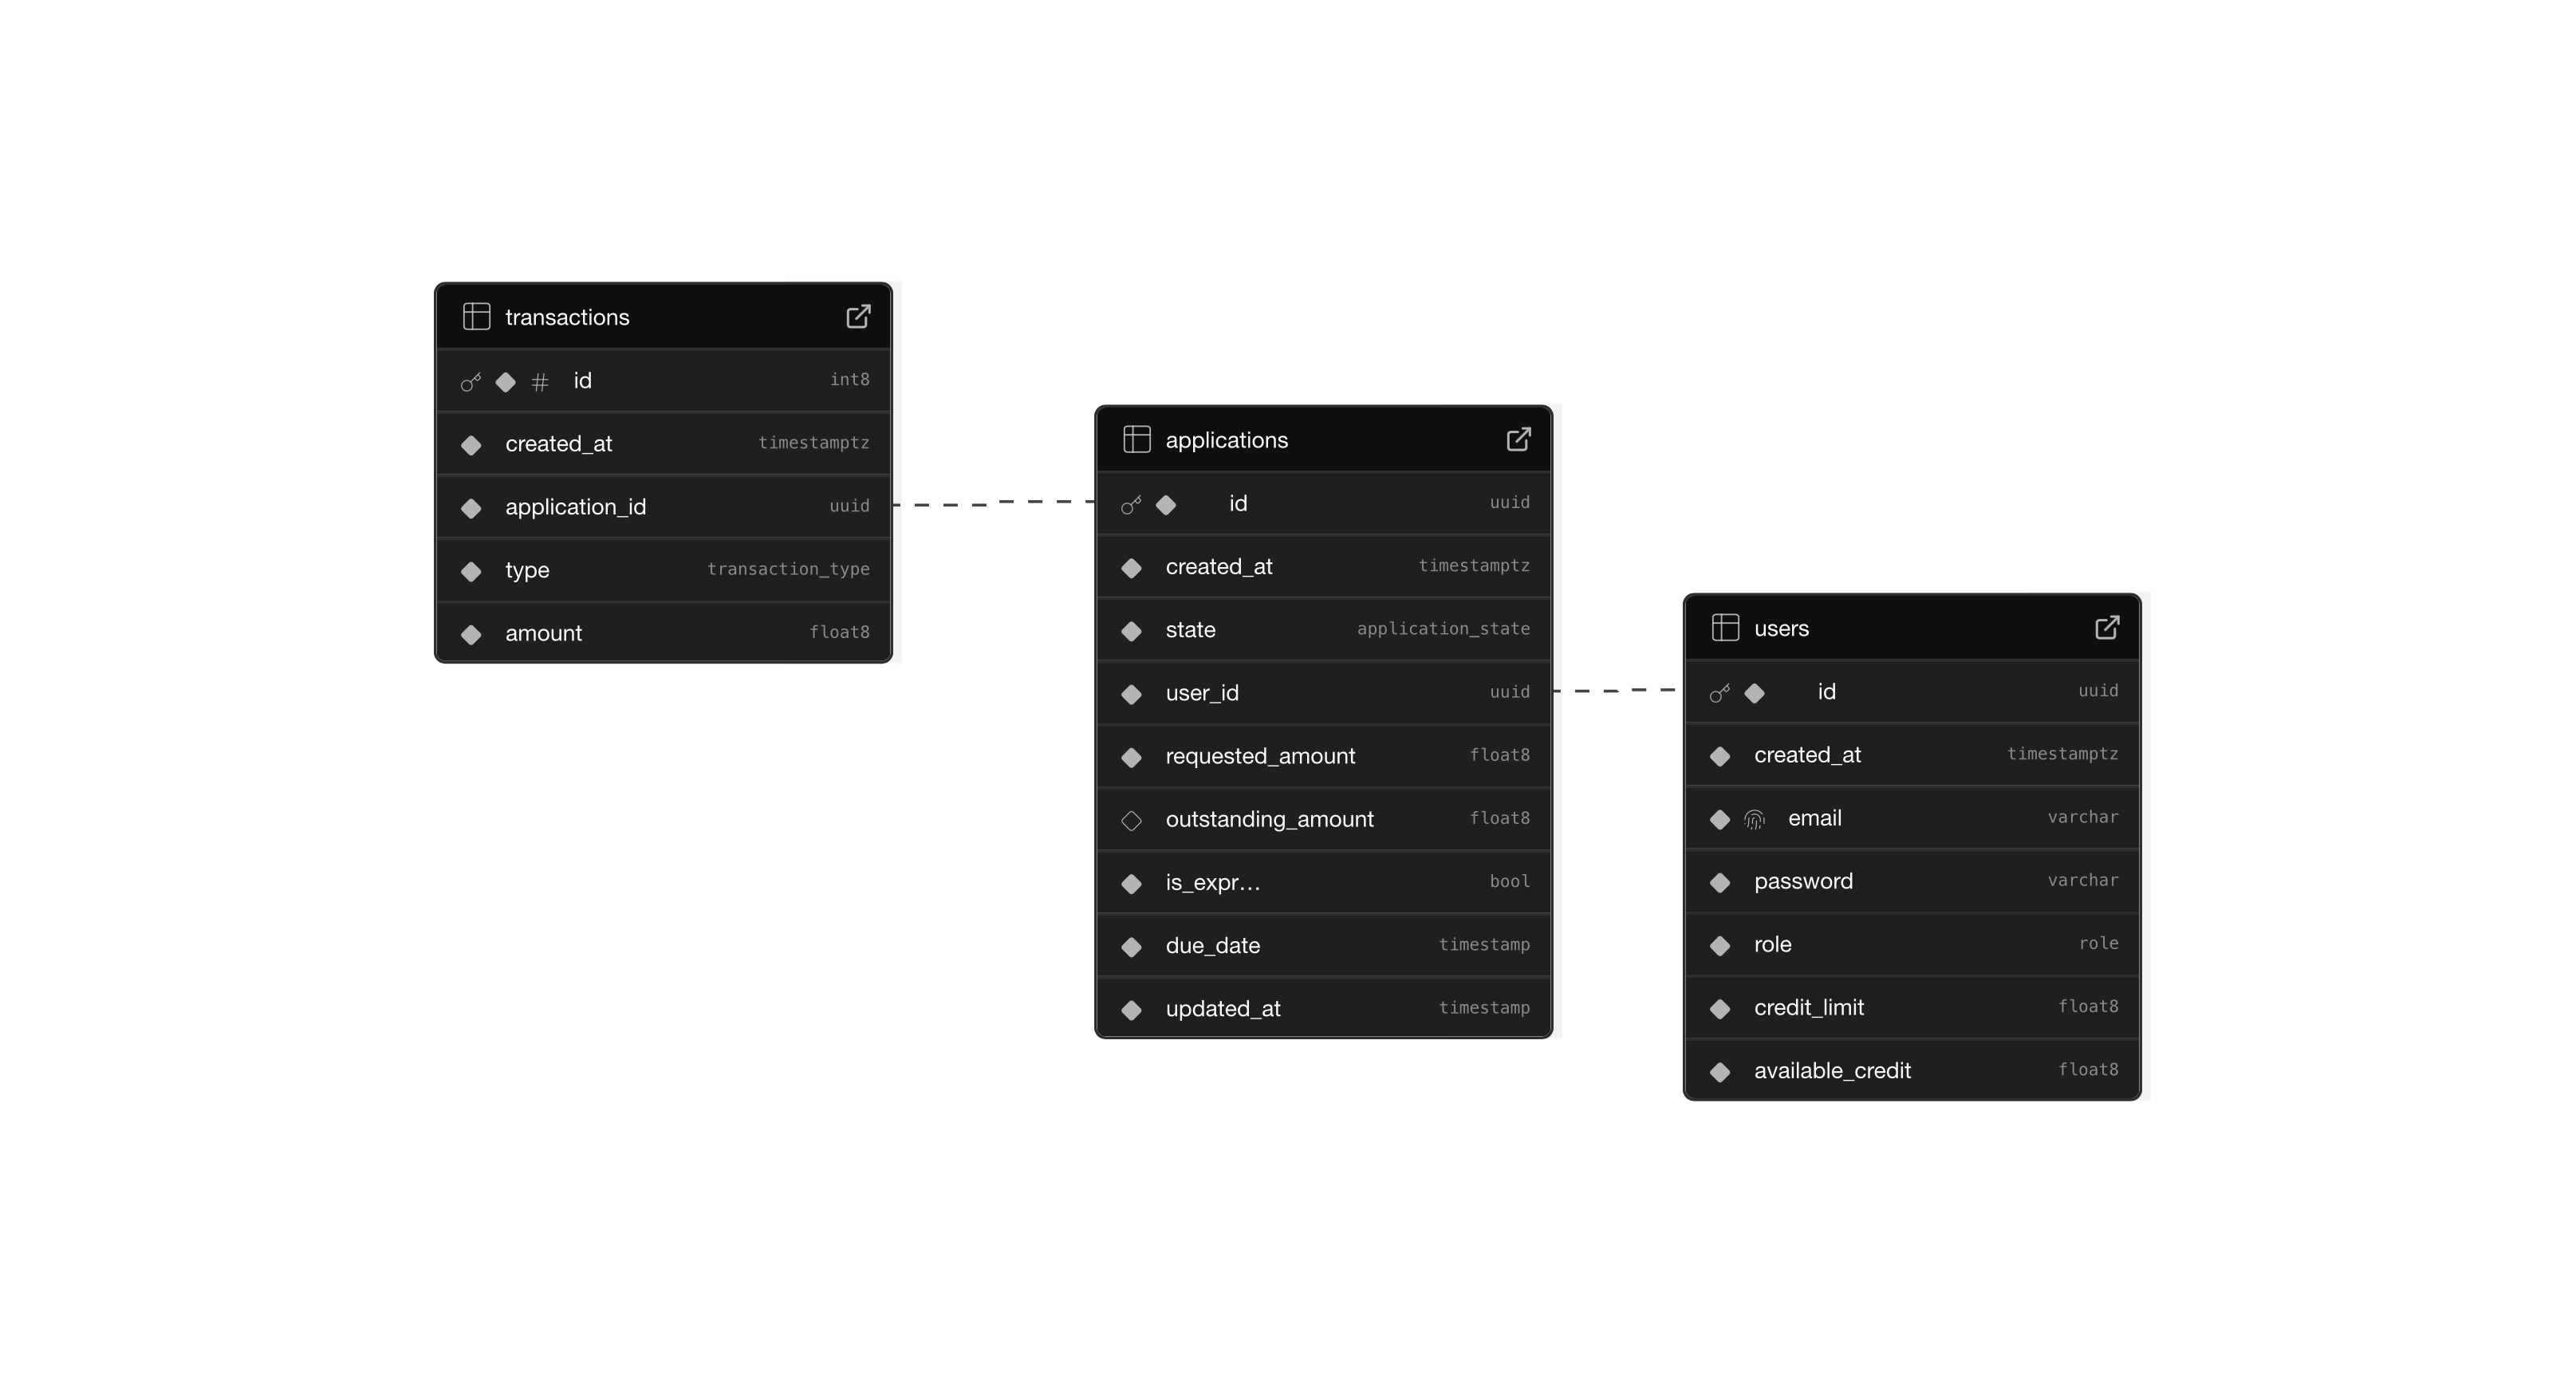 transactions
id int8
created_at timestamptz
application_id uuid
type transaction_type
amount float8
applications
id uuid
created_at timestamptz
state application_state
user_id uuid
requested_amount float8
outstanding_amount float8
is_expr... bool
due_date timestamp
updated_at timestamp
users
id uuid
created_at timestamptz
email varchar
password varchar
role role
credit_limit float8
available_credit float8